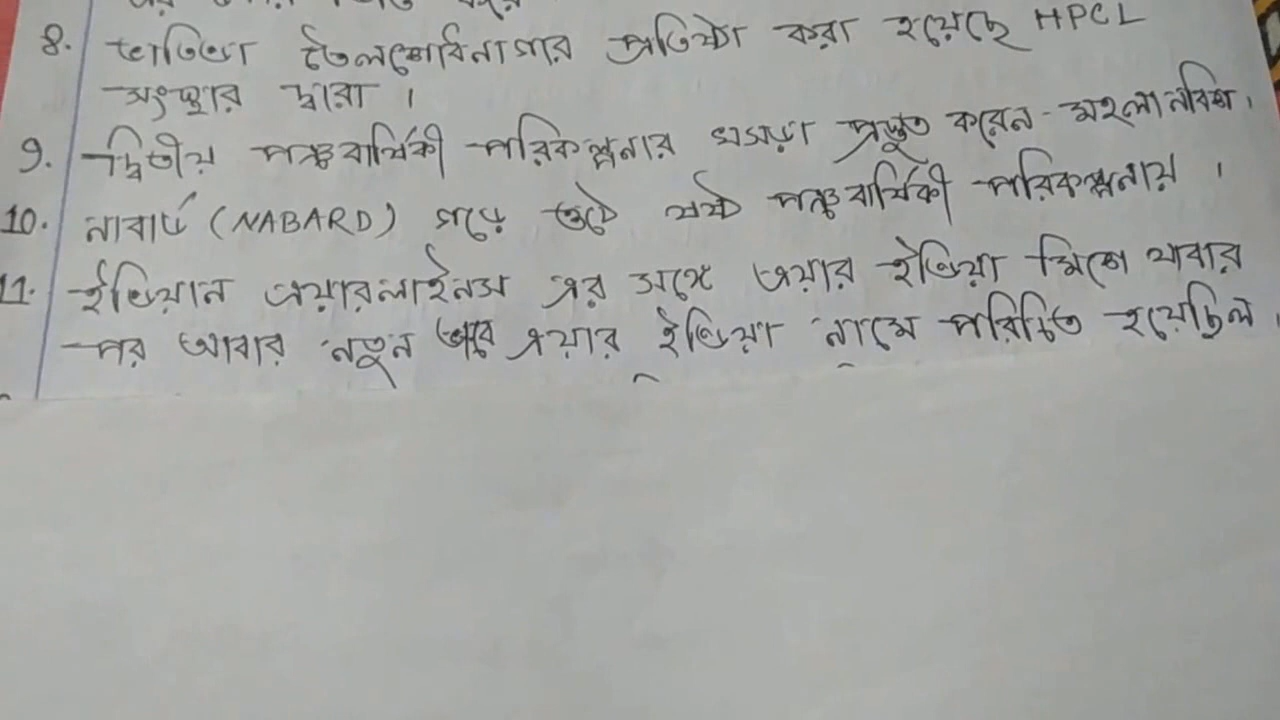 8. ভাতিন্ডা তৈলশোধনাগার প্রতিষ্ঠা করা হয়েছে HPCL
সংস্থার দ্বারা ।
9. দ্বিতীয় পঞ্চবার্ষিকী পরিকল্পনার খসড়া প্রস্তুত করেন - মহলানবিশ ।
10. নাবার্ড (NABARD) গড়ে ওঠে ষষ্ঠ পঞ্চবার্ষিকী পরিকল্পনায় ।
11. ইন্ডিয়ান এয়ারলাইনস এর সঙ্গে এয়ার ইন্ডিয়া মিশে যাবার
পর আবার নতুন ভাবে এয়ার ইন্ডিয়া নামে পরিচিত হয়েছিল ।